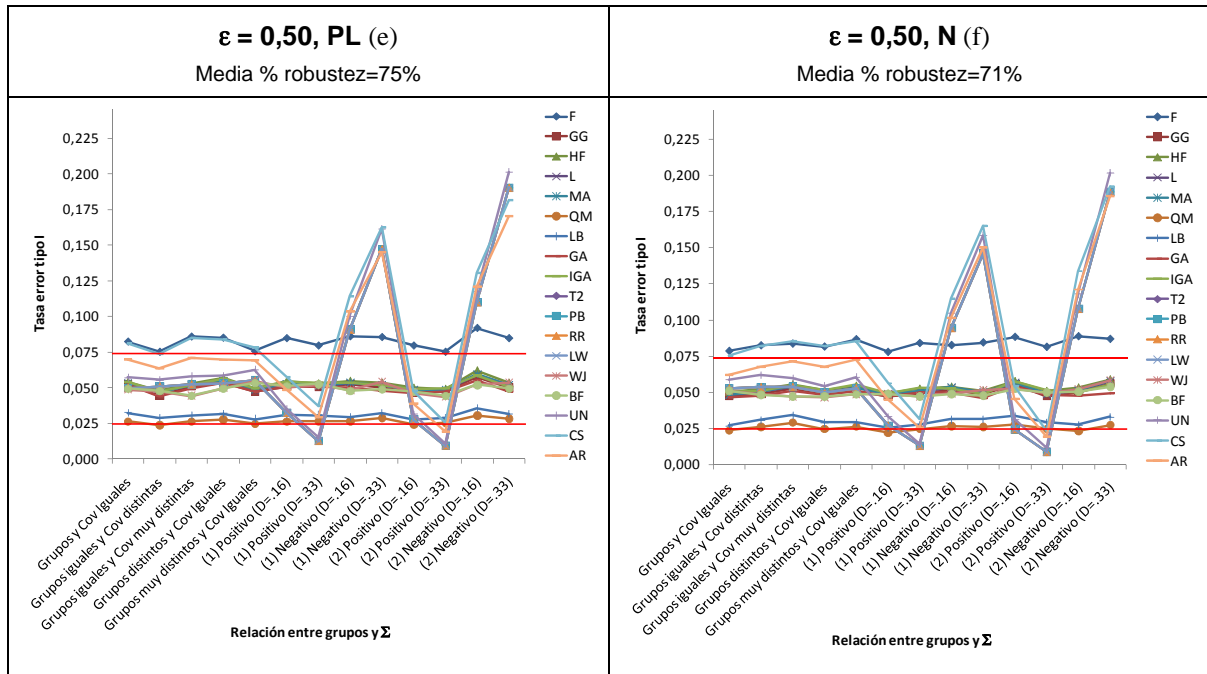 ε = 0,50, PL (e)
Media % robustez=75%
ε = 0,50, N (f)
Media % robustez=71%
0,225
0,200
0,175
0,150
0,125
0,100
0,075
0,050
0,025
0,000
Tasa error tipo I
Grupos y Cov Iguales
Grupos iguales y Cov distintas
Grupos iguales y Cov muy distintas
Grupos distintos y Cov Iguales
Grupos muy distintos y Cov Iguales
(1) Positivo (D=.16)
(1) Positivo (D=.33)
(1) Negativo (D=.16)
(1) Negativo (D=.33)
(2) Positivo (D=.16)
(2) Positivo (D=.33)
(2) Negativo (D=.16)
(2) Negativo (D=.33)
Relación entre grupos y Σ
F
GG
HF
L
MA
QM
LB
GA
IGA
T2
PB
RR
LW
WJ
BF
UN
CS
AR
0,225
0,200
0,175
0,150
0,125
0,100
0,075
0,050
0,025
0,000
Tasa error tipo I
Grupos y Cov Iguales
Grupos iguales y Cov distintas
Grupos iguales y Cov muy distintas
Grupos distintos y Cov Iguales
Grupos muy distintos y Cov Iguales
(1) Positivo (D=.16)
(1) Positivo (D=.33)
(1) Negativo (D=.16)
(1) Negativo (D=.33)
(2) Positivo (D=.16)
(2) Positivo (D=.33)
(2) Negativo (D=.16)
(2) Negativo (D=.33)
Relación entre grupos y Σ
F
GG
HF
L
MA
QM
LB
GA
IGA
T2
PB
RR
LW
WJ
BF
UN
CS
AR